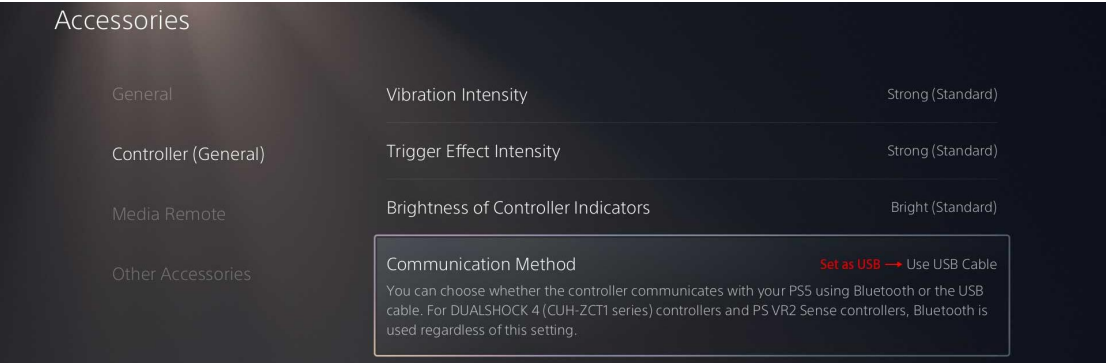 Accessories
General
Controller (General)
Media Remote
Other Accessories
Vibration Intensity Strong (Standard)
Trigger Effect Intensity Strong (Standard)
Brightness of Controller Indicators Bright (Standard)
Communication Method Set as USB → Use USB Cable
You can choose whether the controller communicates with your PS5 using Bluetooth or the USB
cable. For DUALSHOCK 4 (CUH-ZCT1 series) controllers and PS VR2 Sense controllers, Bluetooth is
used regardless of this setting.